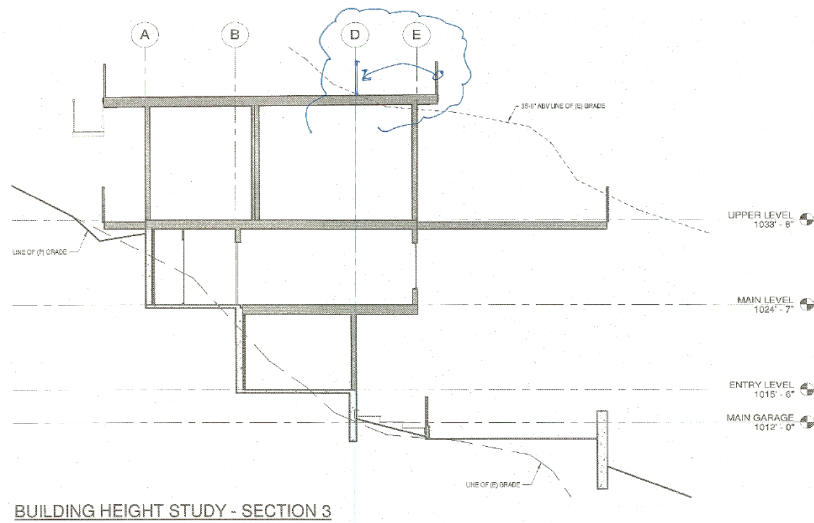 A B D E
35'-0" ABV LINE OF (E) GRADE
UPPER LEVEL
1033' - 8"
LINE OF (F) GRADE
MAIN LEVEL
1024' - 7"
ENTRY LEVEL
1015' - 6"
MAIN GARAGE
1012' - 0"
LINE OF (E) GRADE
BUILDING HEIGHT STUDY - SECTION 3